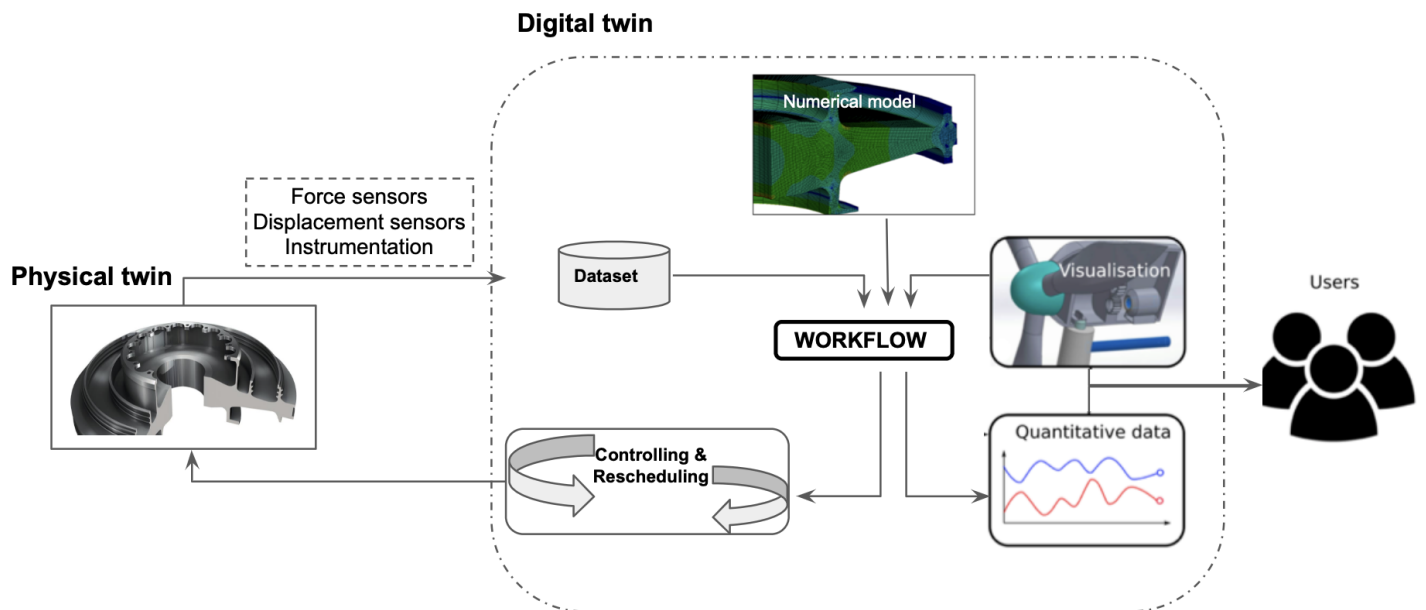 Digital twin
Numerical model
Force sensors
Displacement sensors
Instrumentation
Physical twin
Dataset
Visualisation
Users
WORKFLOW
Controlling &
Rescheduling
Quantitative data